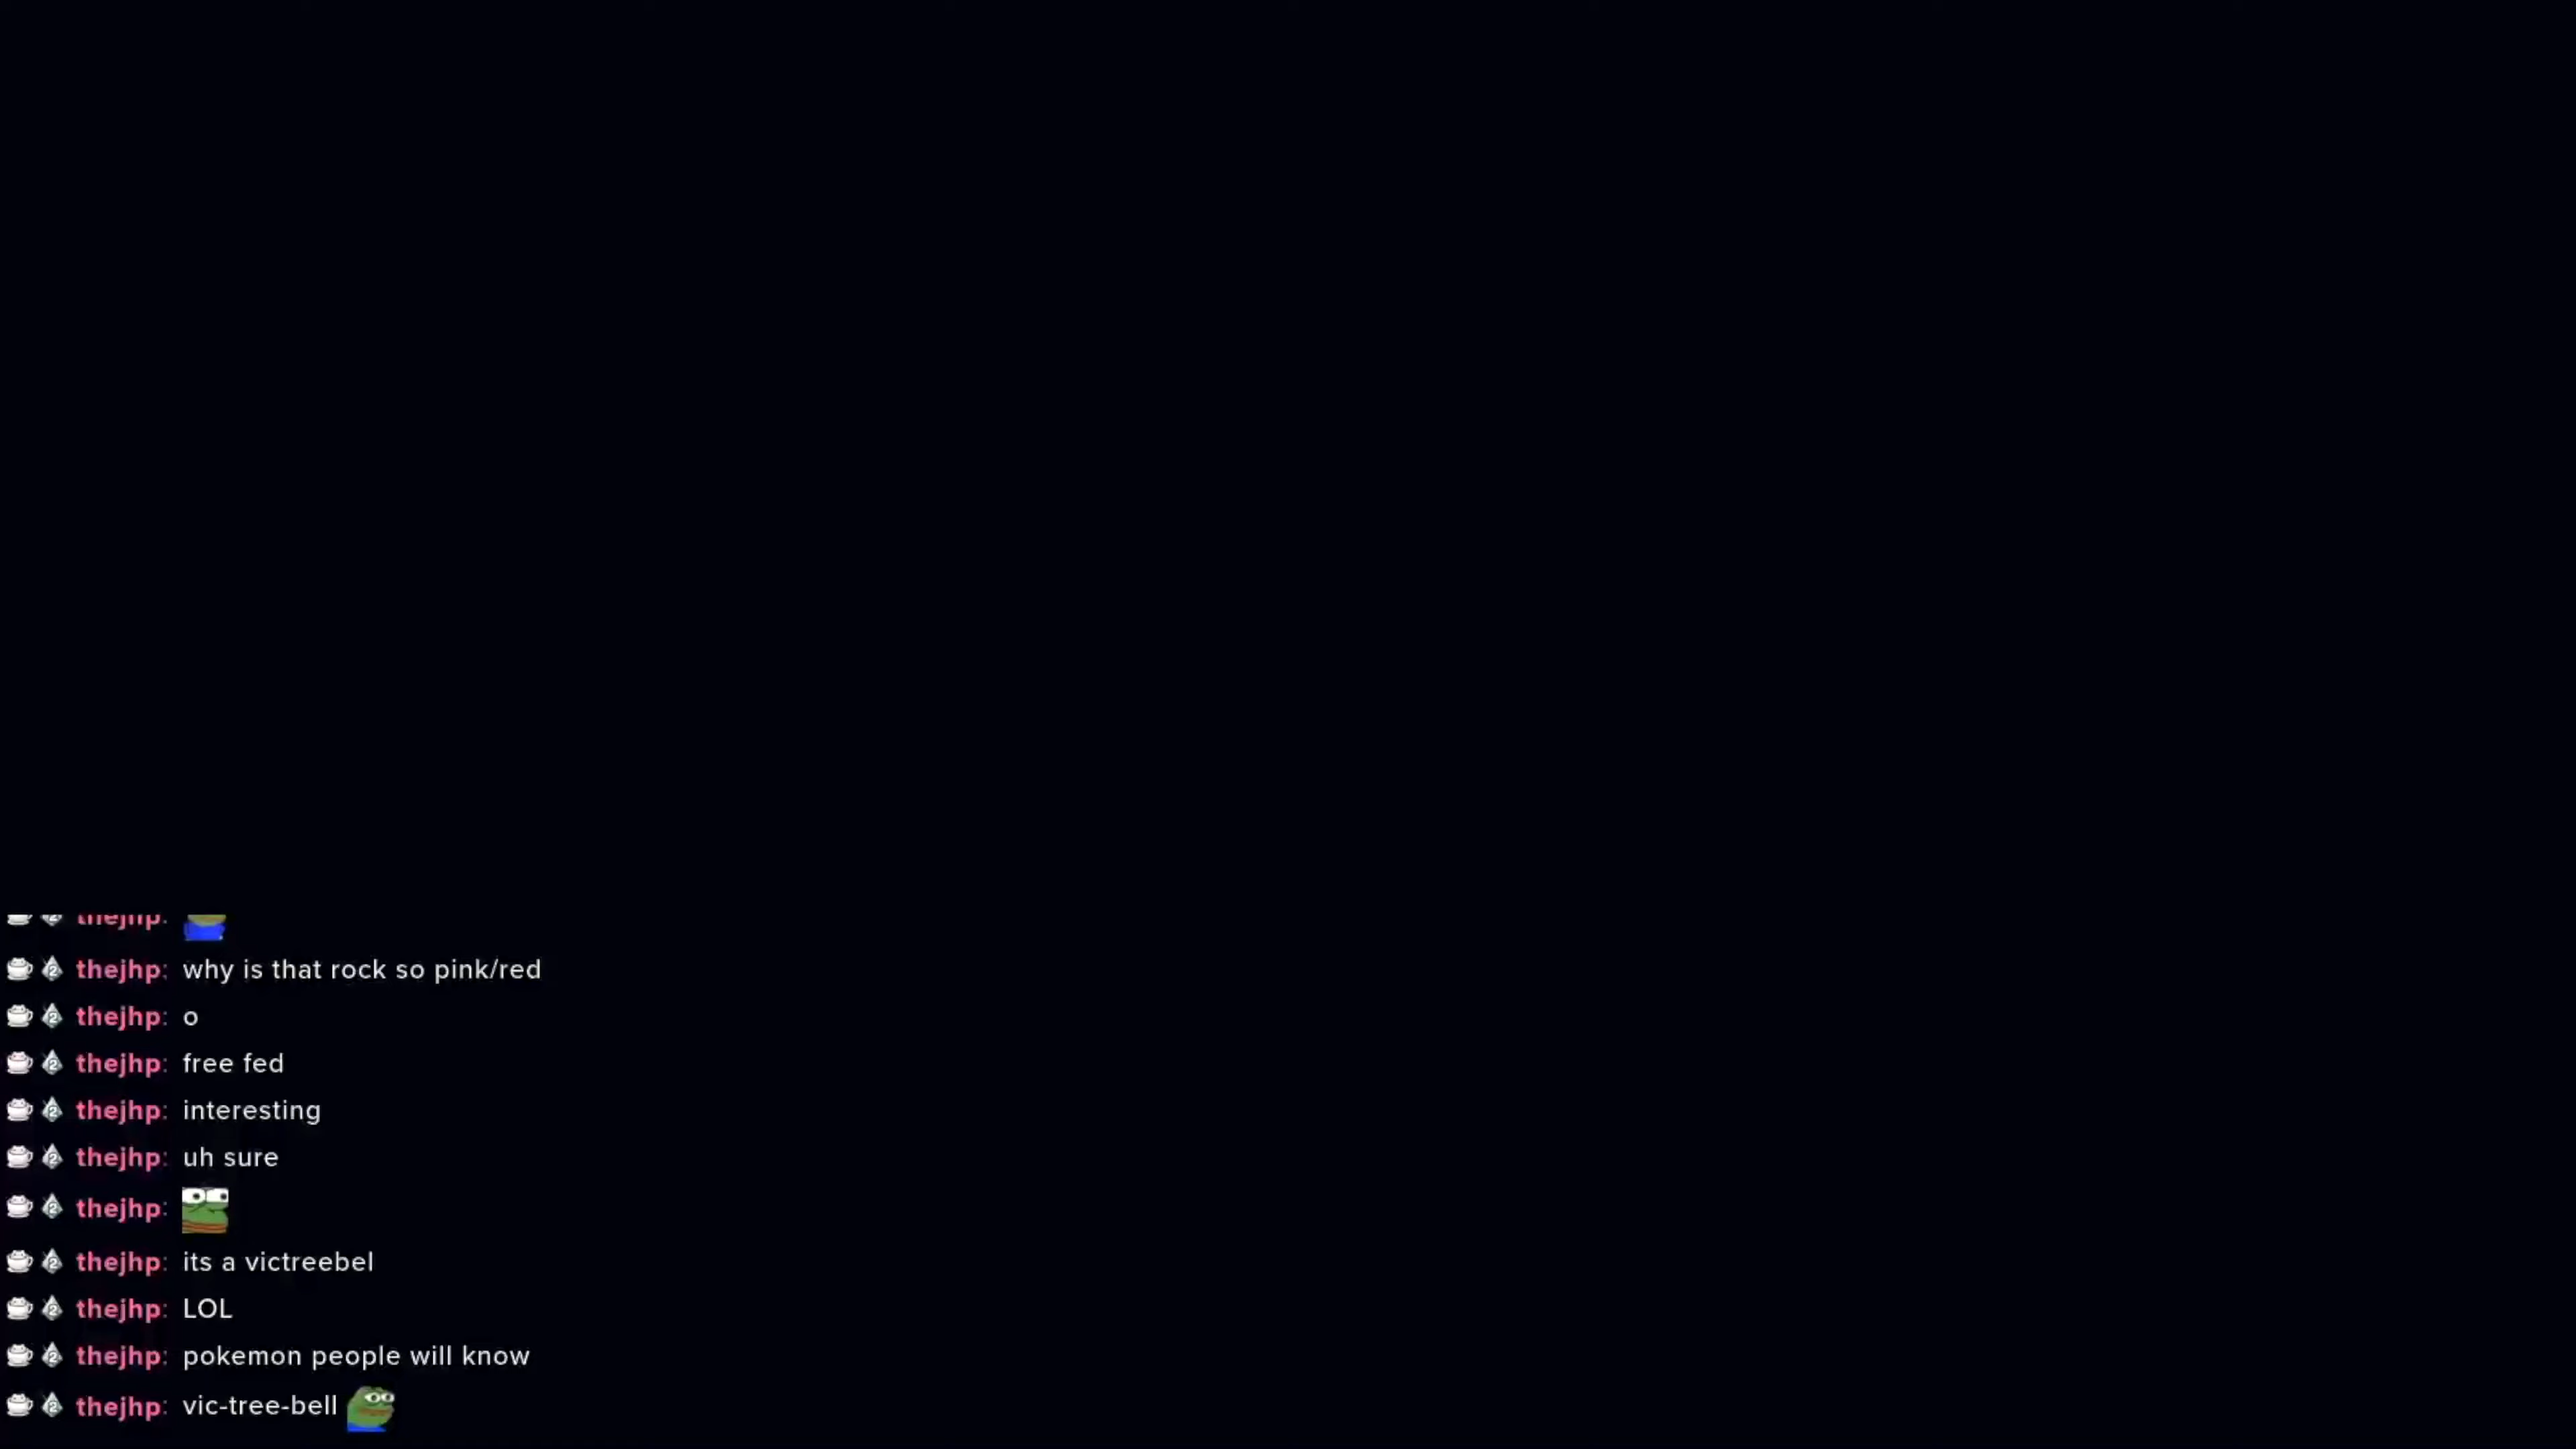 thejhp:
thejhp: why is that rock so pink/red
thejhp: o
thejhp: free fed
thejhp: interesting
thejhp: uh sure
thejhp:
thejhp: its a victreebel
thejhp: LOL
thejhp: pokemon people will know
thejhp: vic-tree-bell